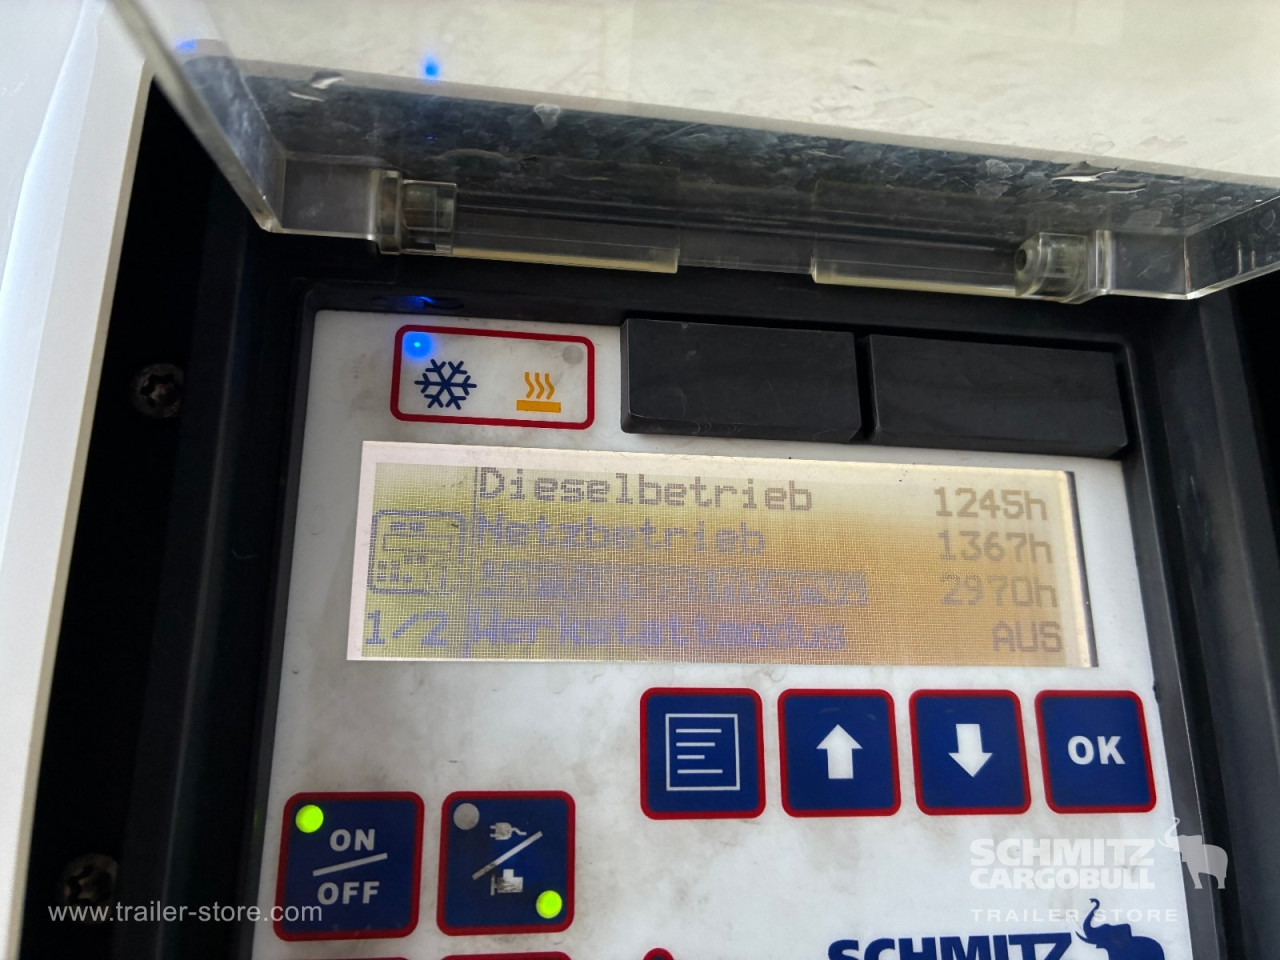 Dieselbetrieb 1245h
Netzbetrieb 1367h
2970h
1/2 Werkstattmodus AUS
OK
ON
OFF
SCHMITZ
CARGOBULL
TRAILER STORE
www.trailer-store.com
SCHMITZ